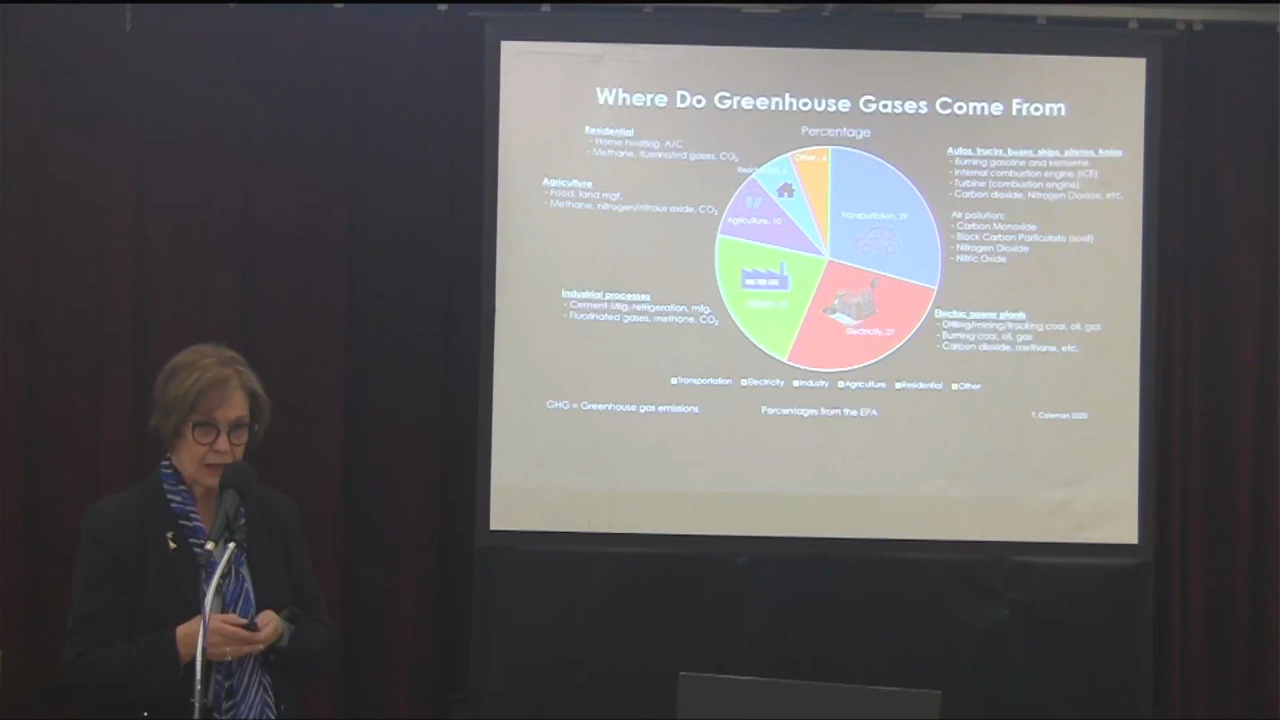 Where Do Greenhouse Gases Come From
Percentage
Residential
- Home heating, A/C
- Methane, fluorinated gases, CO2
Agriculture
- Food, land mgt.
- Methane, nitrogen/nitrous oxide, CO2
Industrial processes
- Cement Mfg, refrigeration, mfg.
- Fluorinated gases, methane, CO2
Other, 6
Transportation, 29
Agriculture, 10
Electricity, 27
Autos, trucks, buses, ships, planes, trains
- Burning gasoline and kerosene
- Internal combustion engine (ICE)
- Turbine (combustion engine)
- Carbon dioxide, Nitrogen Dioxide, etc.
Air pollution:
- Carbon Monoxide
- Black Carbon Particulate (soot)
- Nitrogen Dioxide
- Nitric Oxide
Electric power plants
- Drilling/mining/fracking coal, oil, gas
- Burning coal, oil, gas
- Carbon dioxide, methane, etc.
Transportation Electricity Industry Agriculture Residential Other
GHG = Greenhouse gas emissions
Percentages from the EPA
T. Coleman 2020